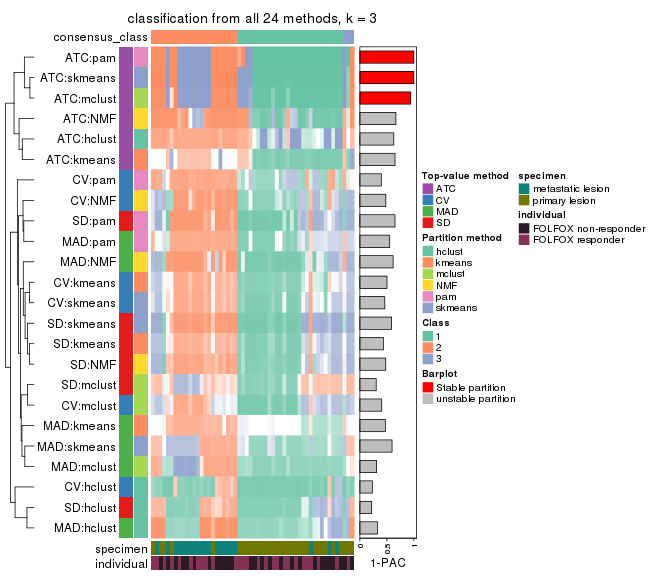 classification from all 24 methods, k = 3
consensus_class
ATC:pam
ATC:skmeans
ATC:mclust
ATC:NMF
ATC:hclust
ATC:kmeans
CV:pam
CV:NMF
SD:pam
MAD:pam
MAD:NMF
CV:kmeans
CV:skmeans
SD:skmeans
SD:kmeans
SD:NMF
SD:mclust
CV:mclust
MAD:kmeans
MAD:skmeans
MAD:mclust
CV:hclust
SD:hclust
MAD:hclust
specimen
individual
0
0.5
1
1-PAC
Top-value method
ATC
CV
MAD
SD
Partition method
hclust
kmeans
mclust
NMF
pam
skmeans
Class
1
2
3
Barplot
Stable partition
unstable partition
specimen
metastatic lesion
primary lesion
individual
FOLFOX non-responder
FOLFOX responder